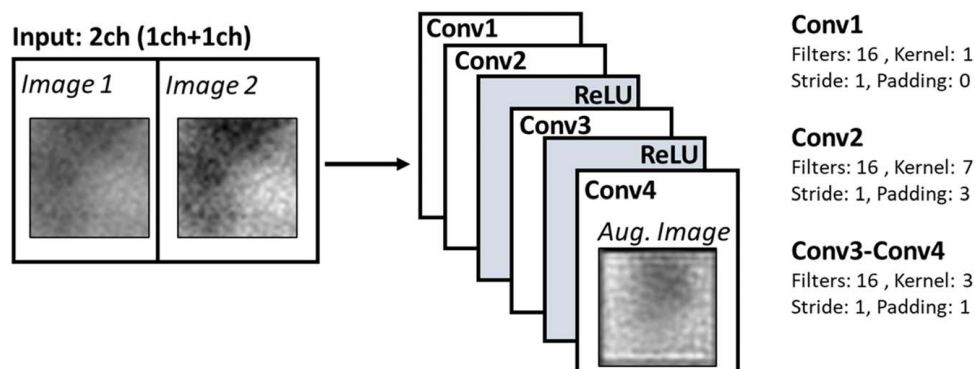 Input: 2ch (1ch+1ch)
Image 1
Image 2
Conv1
Conv2
ReLU
Conv3
ReLU
Conv4
Aug. Image
Conv1
Filters: 16 , Kernel: 1
Stride: 1, Padding: 0
Conv2
Filters: 16 , Kernel: 7
Stride: 1, Padding: 3
Conv3-Conv4
Filters: 16 , Kernel: 3
Stride: 1, Padding: 1